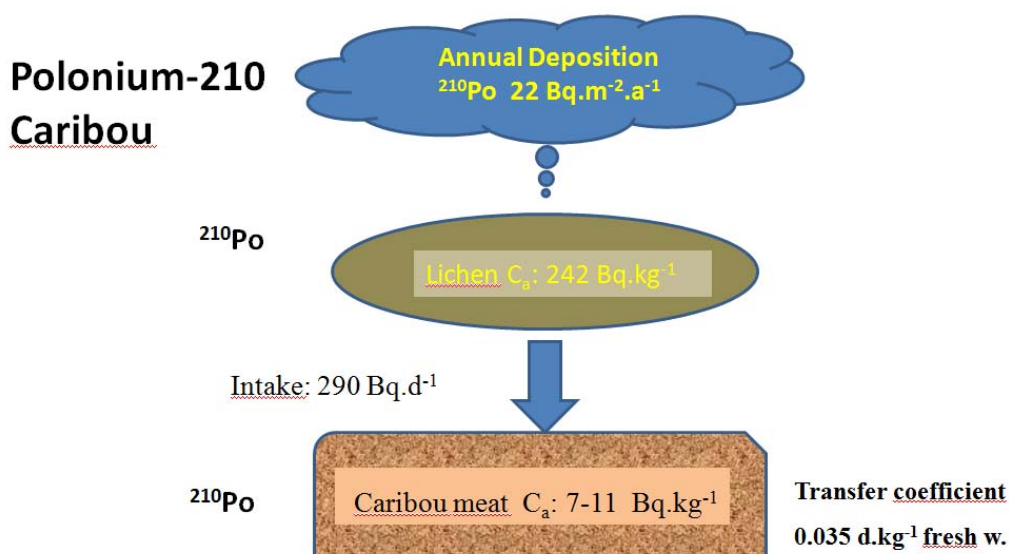 Polonium-210
Caribou
Annual Deposition
²¹⁰Po 22 Bq.m⁻².a⁻¹
²¹⁰Po
Lichen Cₐ: 242 Bq.kg⁻¹
Intake: 290 Bq.d⁻¹
²¹⁰Po
Caribou meat Cₐ: 7-11 Bq.kg⁻¹
Transfer coefficient
0.035 d.kg⁻¹ fresh w.